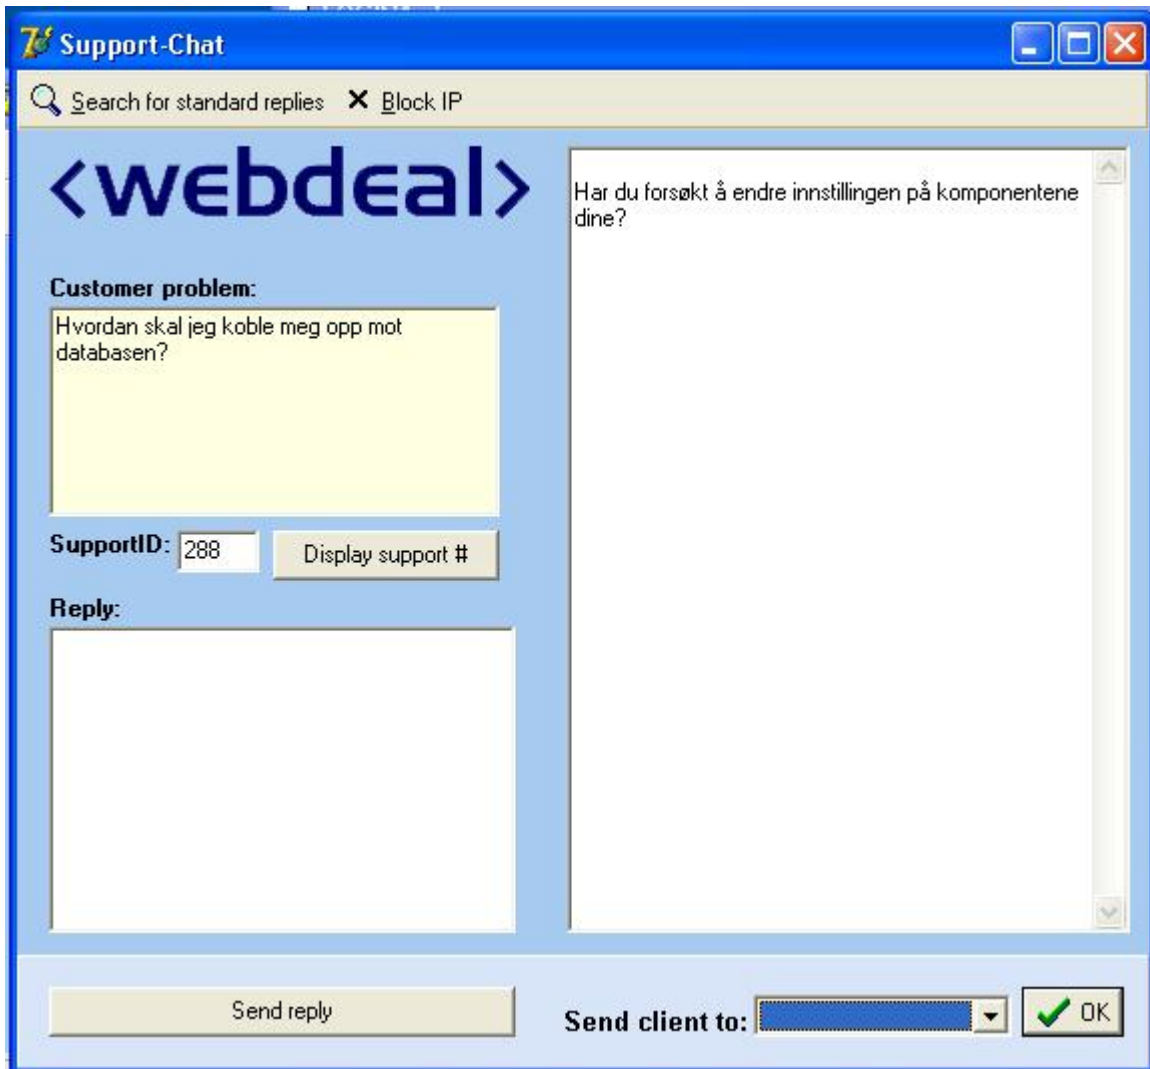 Support-Chat
Search for standard replies Block IP
<webdeal>
Har du forsøkt å endre innstillingen på komponentene
dine?
Customer problem:
Hvordan skal jeg koble meg opp mot
databasen?
SupportID: 288 Display support #
Reply:
Send reply
Send client to: OK